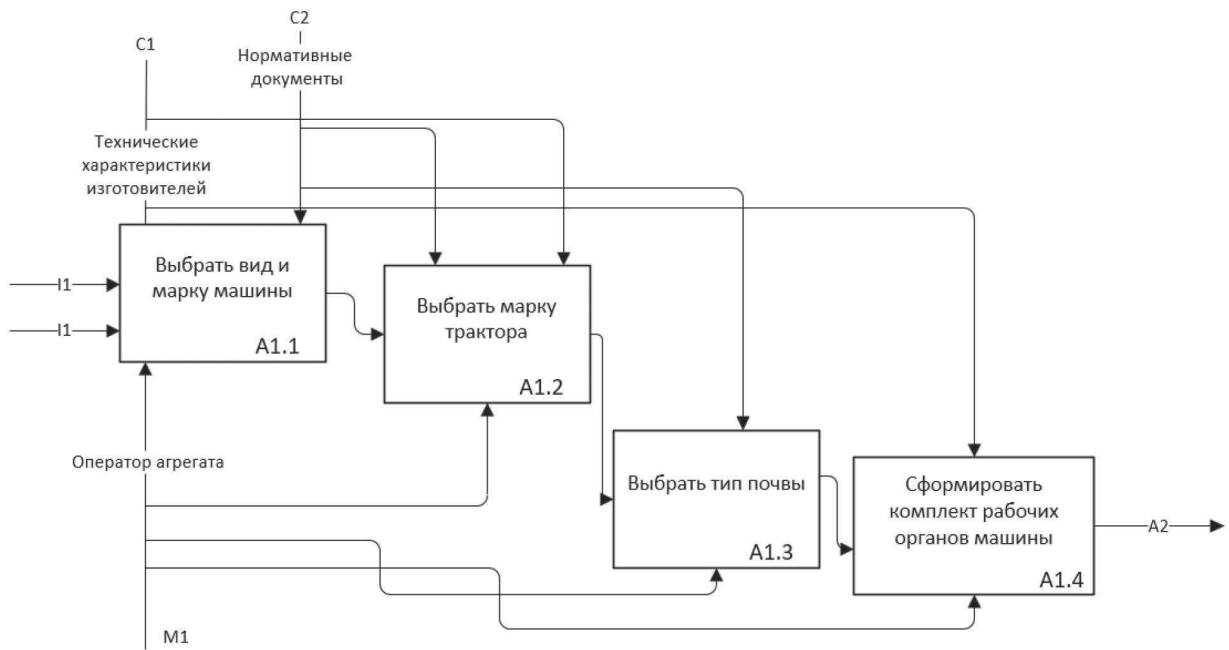 C2
C1
Нормативные
документы
Технические
характеристики
изготовителей
Выбрать вид и
марку машины
A1.1
I1
I1
Выбрать марку
трактора
A1.2
Оператор агрегата
Выбрать тип почвы
A1.3
Сформировать
комплект рабочих
органов машины
A1.4
A2
M1